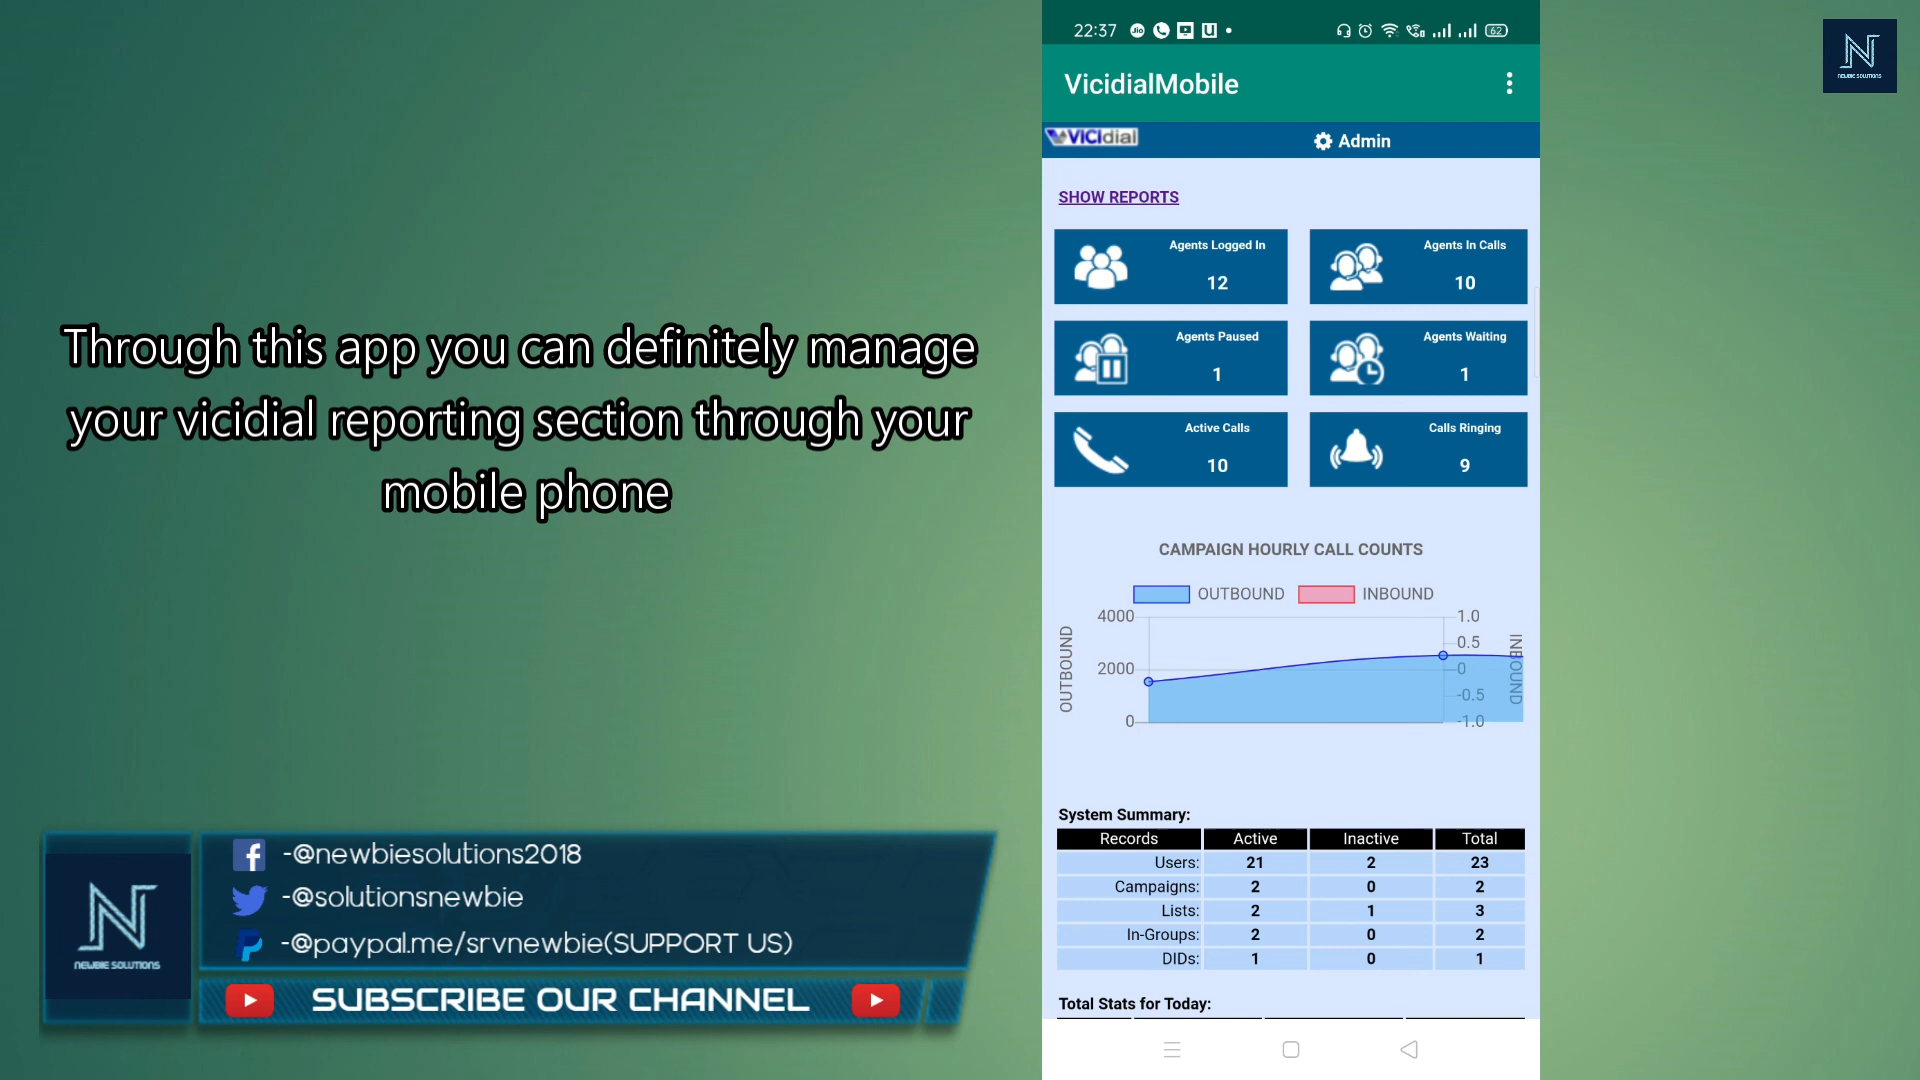 Through this app you can definitely manage
your vicidial reporting section through your
mobile phone
-@newbiesolutions2018
-@solutionsnewbie
-@paypal.me/srvnewbie(SUPPORT US)
NEWBIE SOLUTIONS
SUBSCRIBE OUR CHANNEL
22:37
Jio
U
62
VicidialMobile
VICIdial Admin
SHOW REPORTS
Agents Logged In
12
Agents In Calls
10
Agents Paused
1
Agents Waiting
1
Active Calls
10
Calls Ringing
9
CAMPAIGN HOURLY CALL COUNTS
OUTBOUND INBOUND
4000
2000
0
OUTBOUND
1.0
0.5
0
-0.5
-1.0
INBOUND
System Summary:
Records Active Inactive Total
Users: 21 2 23
Campaigns: 2 0 2
Lists: 2 1 3
In-Groups: 2 0 2
DIDs: 1 0 1
Total Stats for Today:
NEWBIE SOLUTIONS